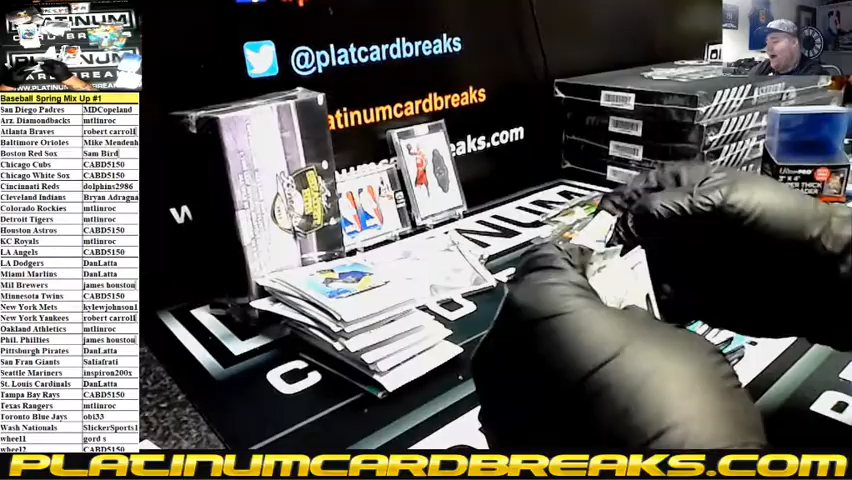 PLATINUM
CARD BREAKS
WWW.PLATINUMCARDBREAKS
Baseball Spring Mix Up #1
San Diego Padres MDCopeland
Arz. Diamondbacks mtlinroc
Atlanta Braves robert carroll
Baltimore Orioles Mike Mendenh
Boston Red Sox Sam Bird
Chicago Cubs CABD5150
Chicago White Sox CABD5150
Cincinnati Reds dolphins2986
Cleveland Indians Bryan Adragna
Colorado Rockies mtlinroc
Detroit Tigers mtlinroc
Houston Astros CABD5150
KC Royals mtlinroc
LA Angels CABD5150
LA Dodgers DanLatta
Miami Marlins DanLatta
Mil Brewers james houston
Minnesota Twins CABD5150
New York Mets kylewjohnson1
New York Yankees robert carroll
Oakland Athletics mtlinroc
Phil. Phillies james houston
Pittsburgh Pirates DanLatta
San Fran Giants Saliafrati
Seattle Mariners inspiron200x
St. Louis Cardinals DanLatta
Tampa Bay Rays CABD5150
Texas Rangers mtlinroc
Toronto Blue Jays obi33
Wash Nationals SlickerSports1
wheel1 gord s
wheel2 CABD5150
@platcardbreaks
latinumcardbreaks
eaks.com
NUM
PLATINUMCARDBREAKS.COM